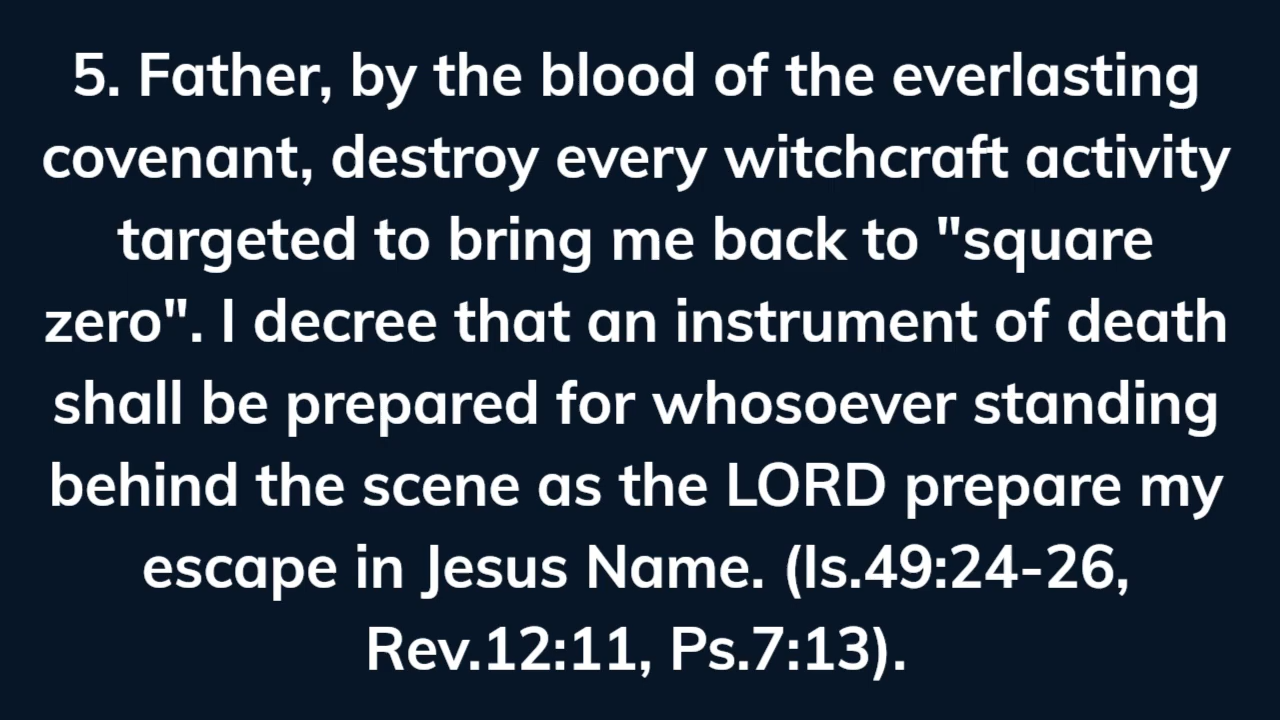 5. Father, by the blood of the everlasting
covenant, destroy every witchcraft activity
targeted to bring me back to "square
zero". I decree that an instrument of death
shall be prepared for whosoever standing
behind the scene as the LORD prepare my
escape in Jesus Name. (Is.49:24-26,
Rev.12:11, Ps.7:13).